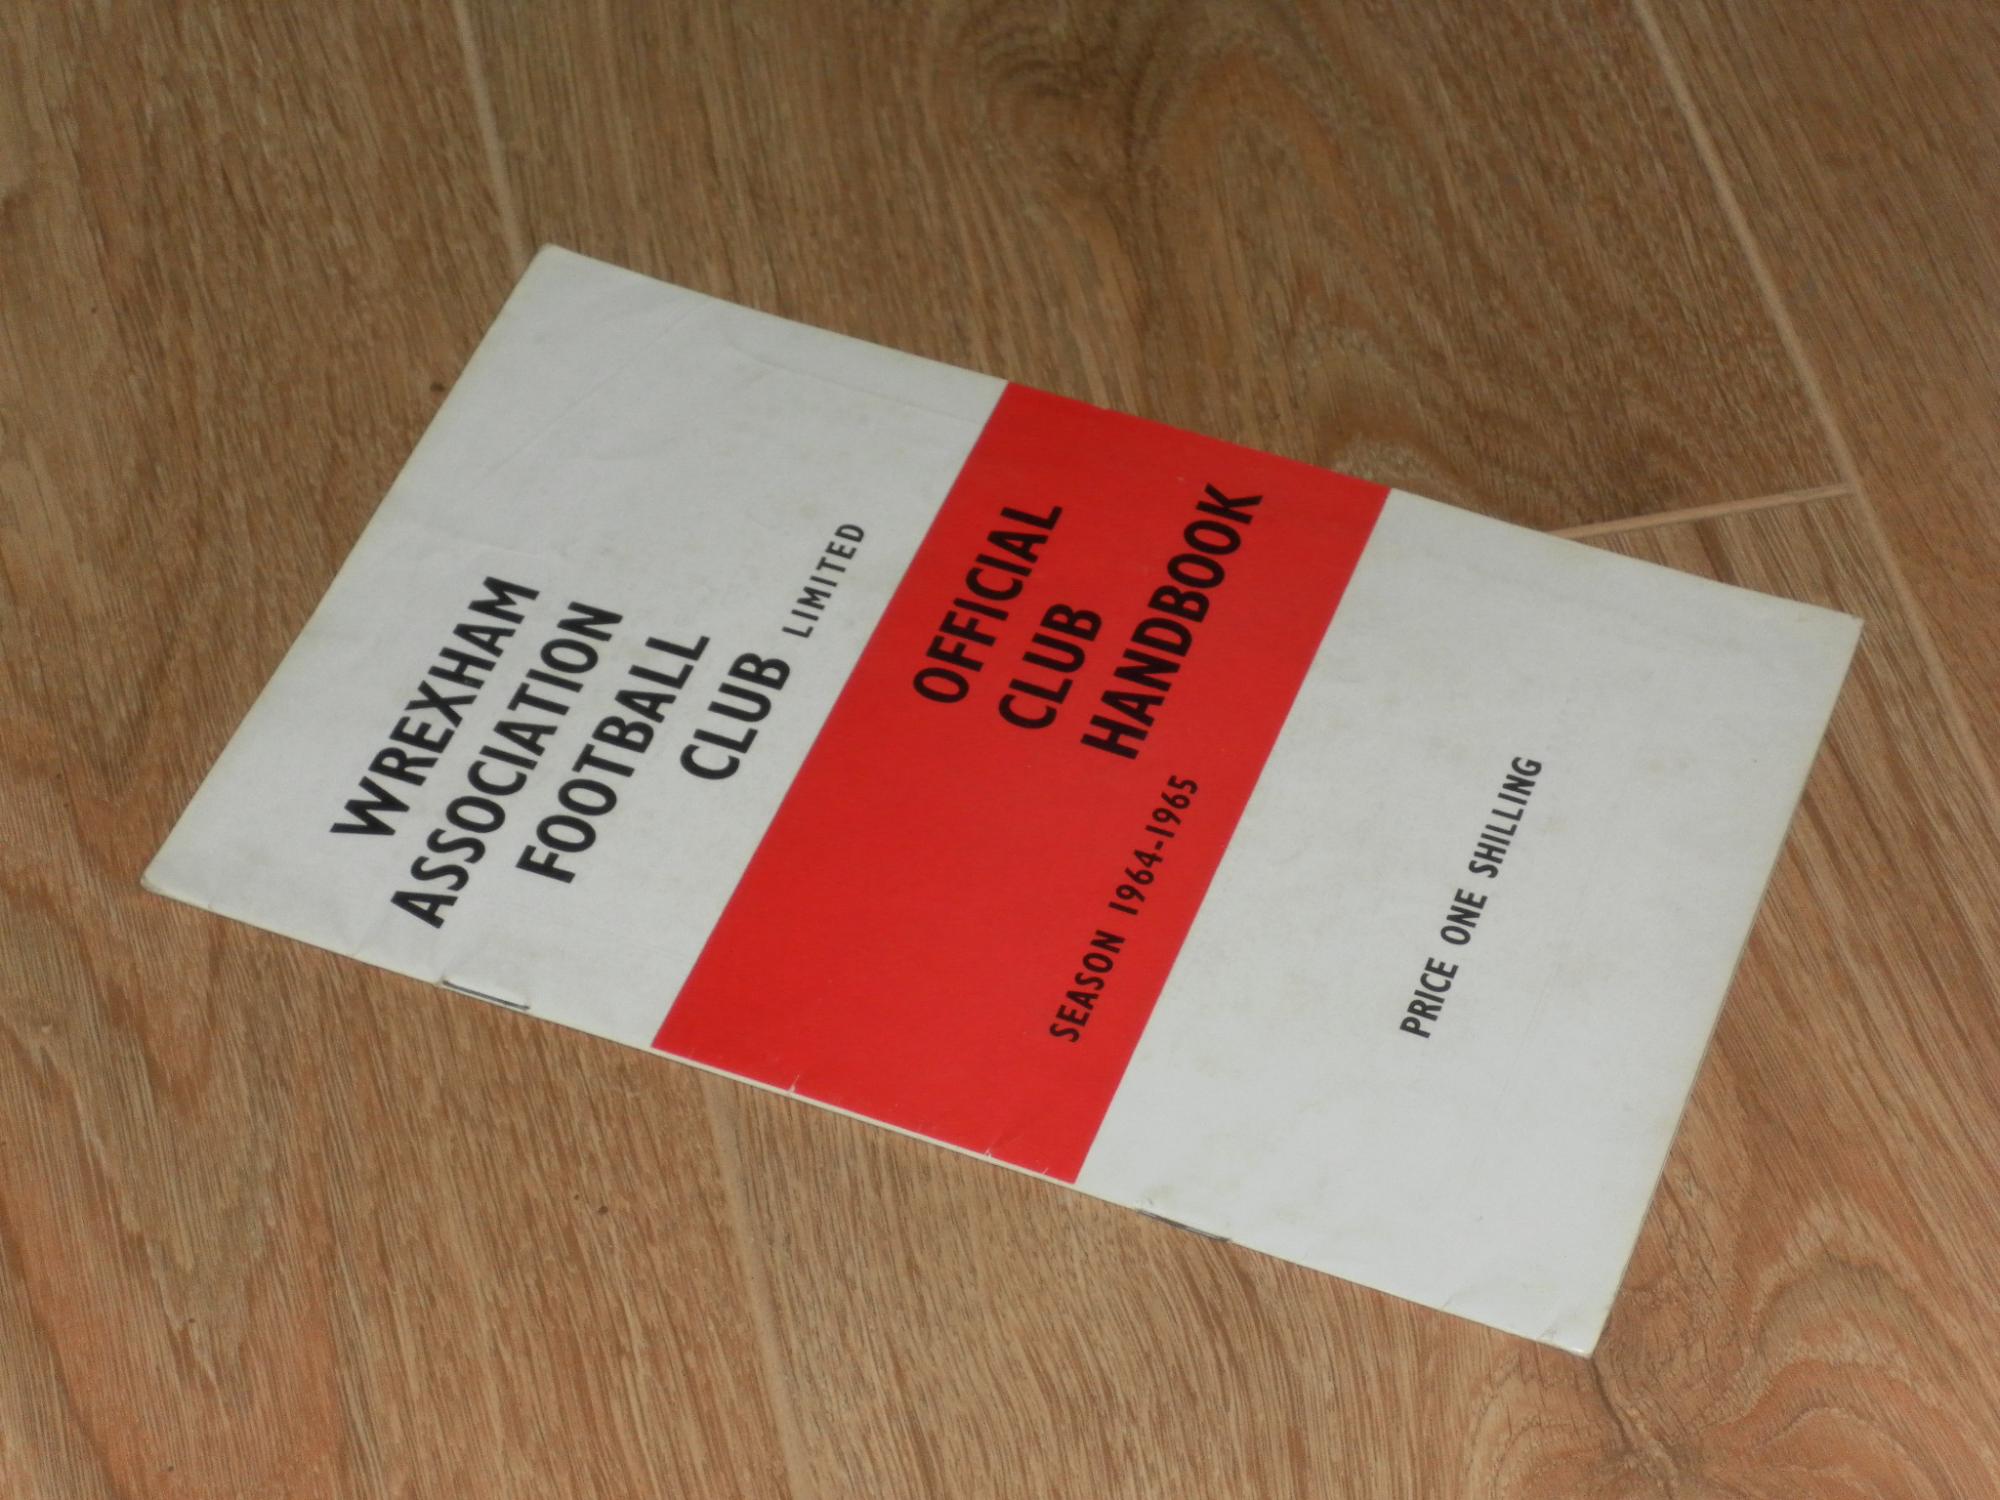 WREXHAM
ASSOCIATION
FOOTBALL
CLUB LIMITED
OFFICIAL
CLUB
HANDBOOK
SEASON 1964-1965
PRICE ONE SHILLING